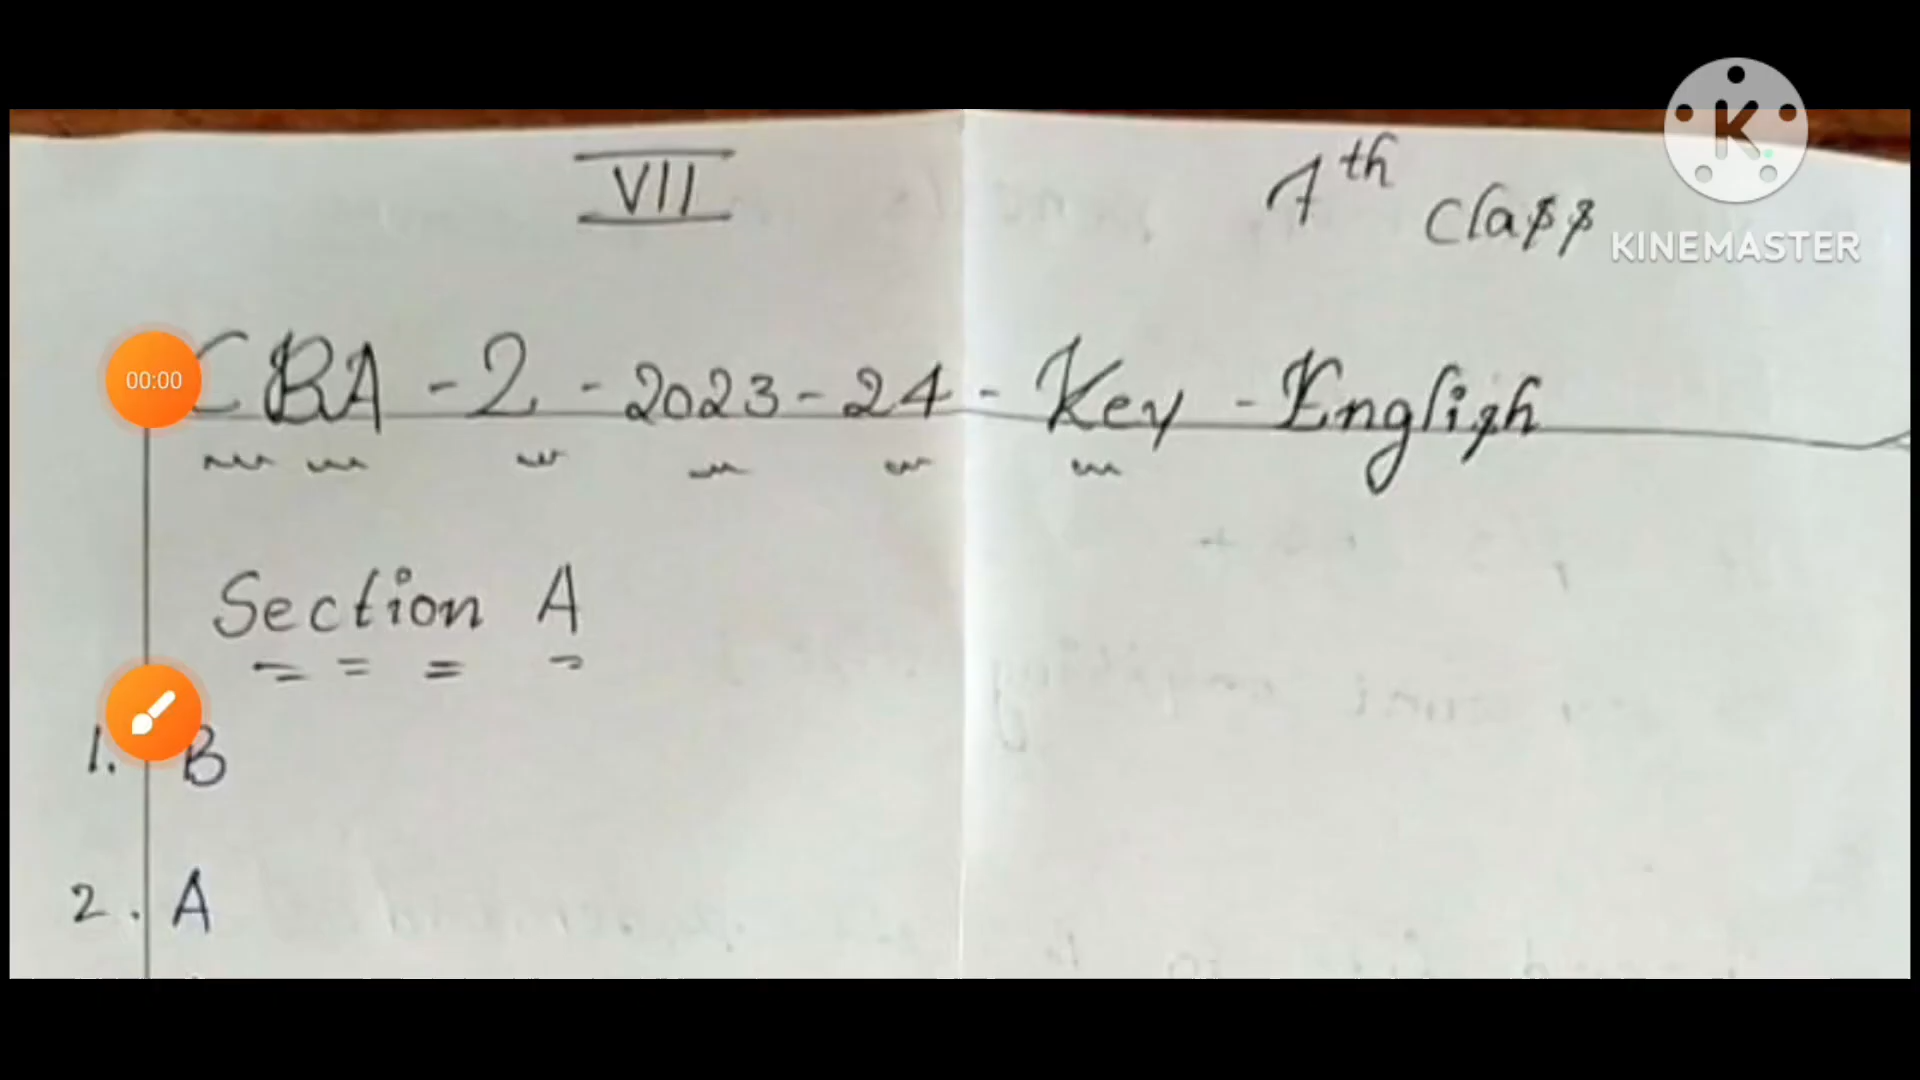 VII
7th Class
K
KINEMASTER
00:00
CBA - 2 - 2023 - 24 - Key - English
Section A
1. B
2. A